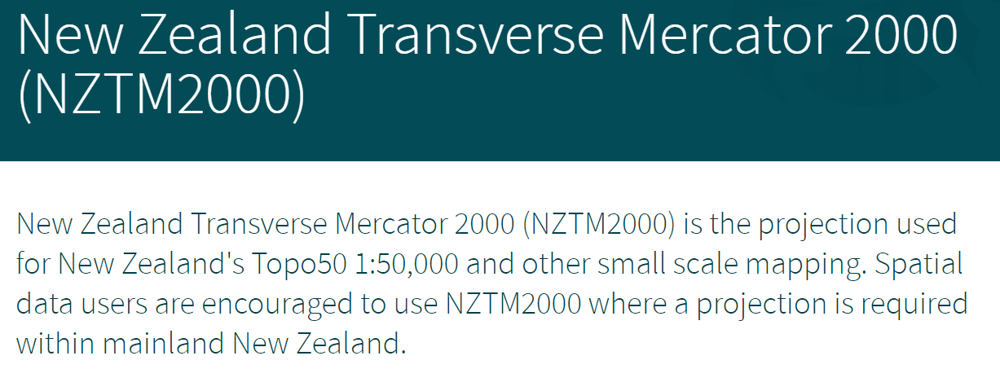 New Zealand Transverse Mercator 2000
(NZTM2000)
New Zealand Transverse Mercator 2000 (NZTM2000) is the projection used
for New Zealand's Topo50 1:50,000 and other small scale mapping. Spatial
data users are encouraged to use NZTM2000 where a projection is required
within mainland New Zealand.